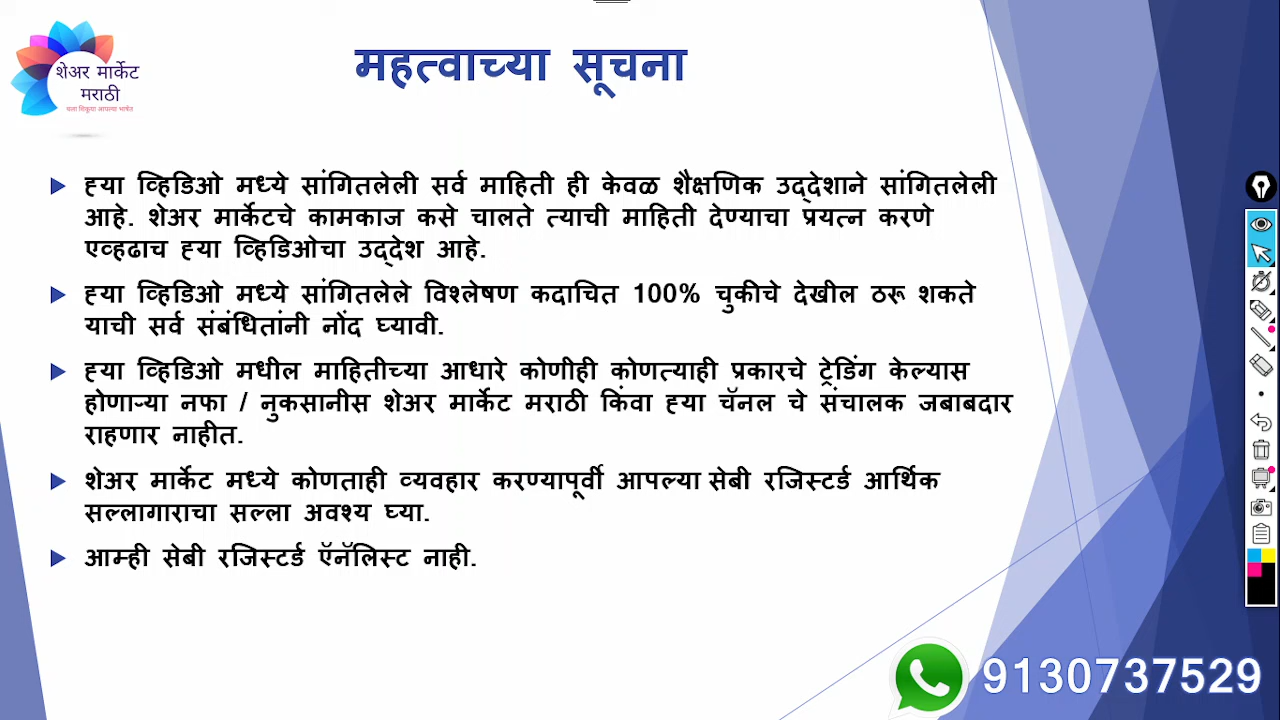 शेअर मार्केट
मराठी
चला शिकूया आपल्या भाषेत
महत्वाच्या सूचना
ह्या व्हिडिओ मध्ये सांगितलेली सर्व माहिती ही केवळ शैक्षणिक उद्देशाने सांगितलेली
आहे. शेअर मार्केटचे कामकाज कसे चालते त्याची माहिती देण्याचा प्रयत्न करणे
एव्हढाच ह्या व्हिडिओचा उद्देश आहे.
ह्या व्हिडिओ मध्ये सांगितलेले विश्लेषण कदाचित 100% चुकीचे देखील ठरू शकते
याची सर्व संबंधितांनी नोंद घ्यावी.
ह्या व्हिडिओ मधील माहितीच्या आधारे कोणीही कोणत्याही प्रकारचे ट्रेडिंग केल्यास
होणाऱ्या नफा / नुकसानीस शेअर मार्केट मराठी किंवा ह्या चॅनल चे संचालक जबाबदार
राहणार नाहीत.
शेअर मार्केट मध्ये कोणताही व्यवहार करण्यापूर्वी आपल्या सेबी रजिस्टर्ड आर्थिक
सल्लागाराचा सल्ला अवश्य घ्या.
आम्ही सेबी रजिस्टर्ड ऍनॅलिस्ट नाही.
9130737529